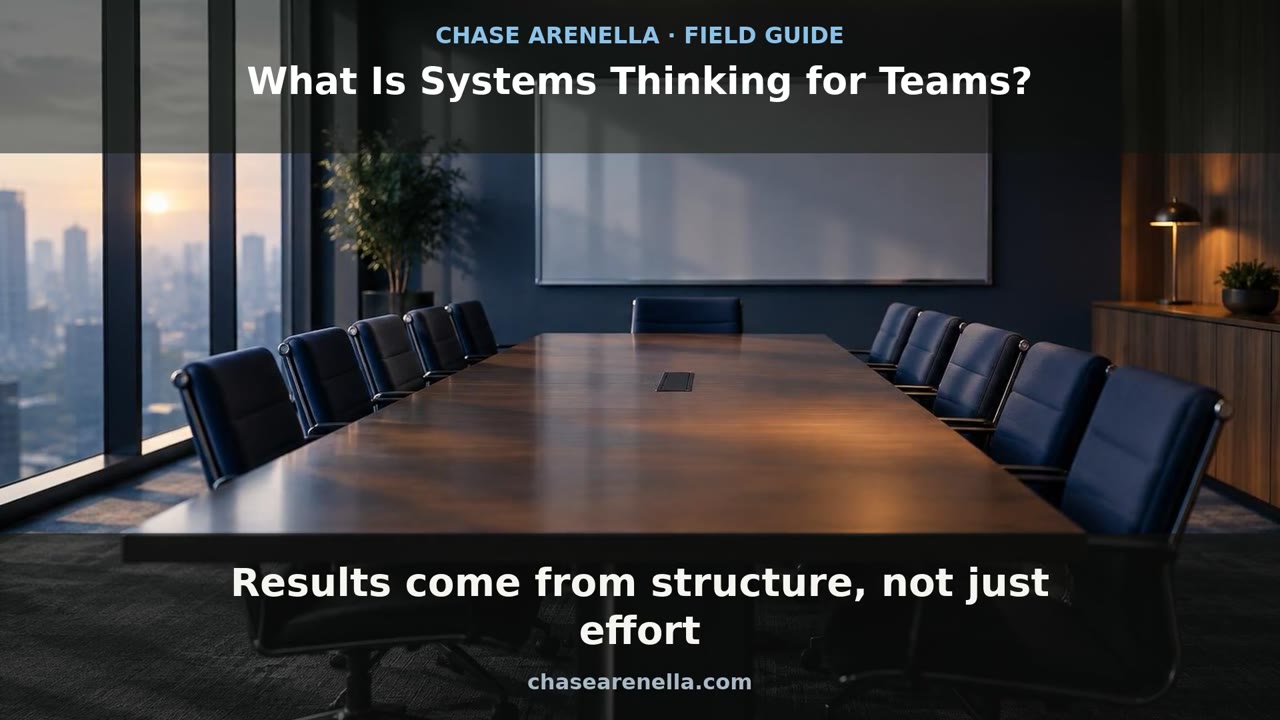 CHASE ARENELLA · FIELD GUIDE
What Is Systems Thinking for Teams?
Results come from structure, not just
effort
chasearenella.com